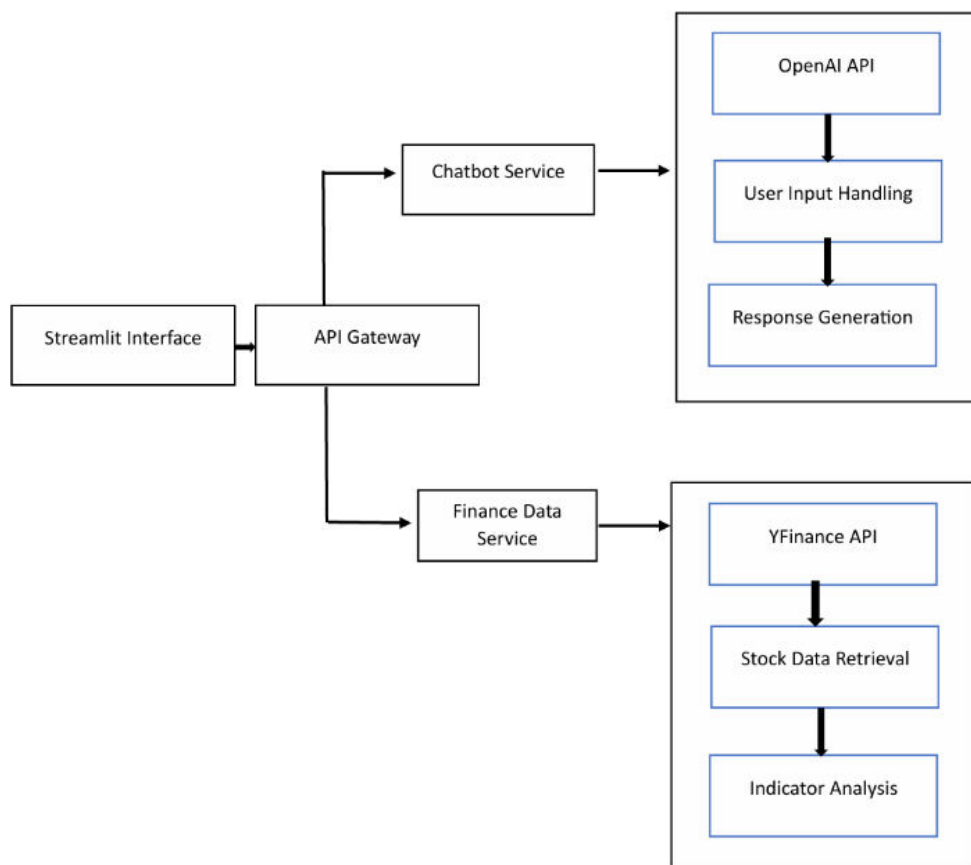 Streamlit Interface
API Gateway
Chatbot Service
OpenAI API
User Input Handling
Response Generation
Finance Data
Service
YFinance API
Stock Data Retrieval
Indicator Analysis